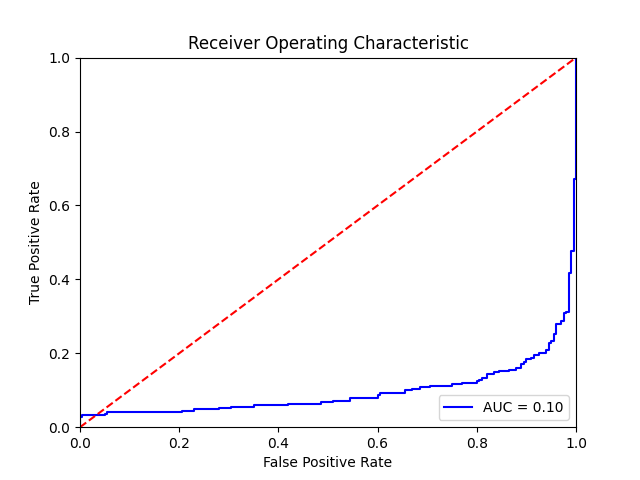 Receiver Operating Characteristic
True Positive Rate
1.0
0.8
0.6
0.4
0.2
0.0
AUC = 0.10
0.0 0.2 0.4 0.6 0.8 1.0
False Positive Rate